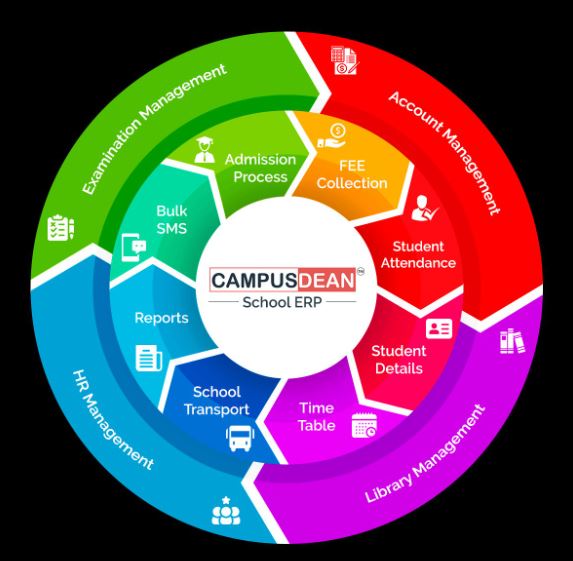 Examination Management
Account Management
Library Management
HR Management
Admission
Process
FEE
Collection
Student
Attendance
Student
Details
Time
Table
School
Transport
Reports
Bulk
SMS
CAMPUSDEAN™
School ERP